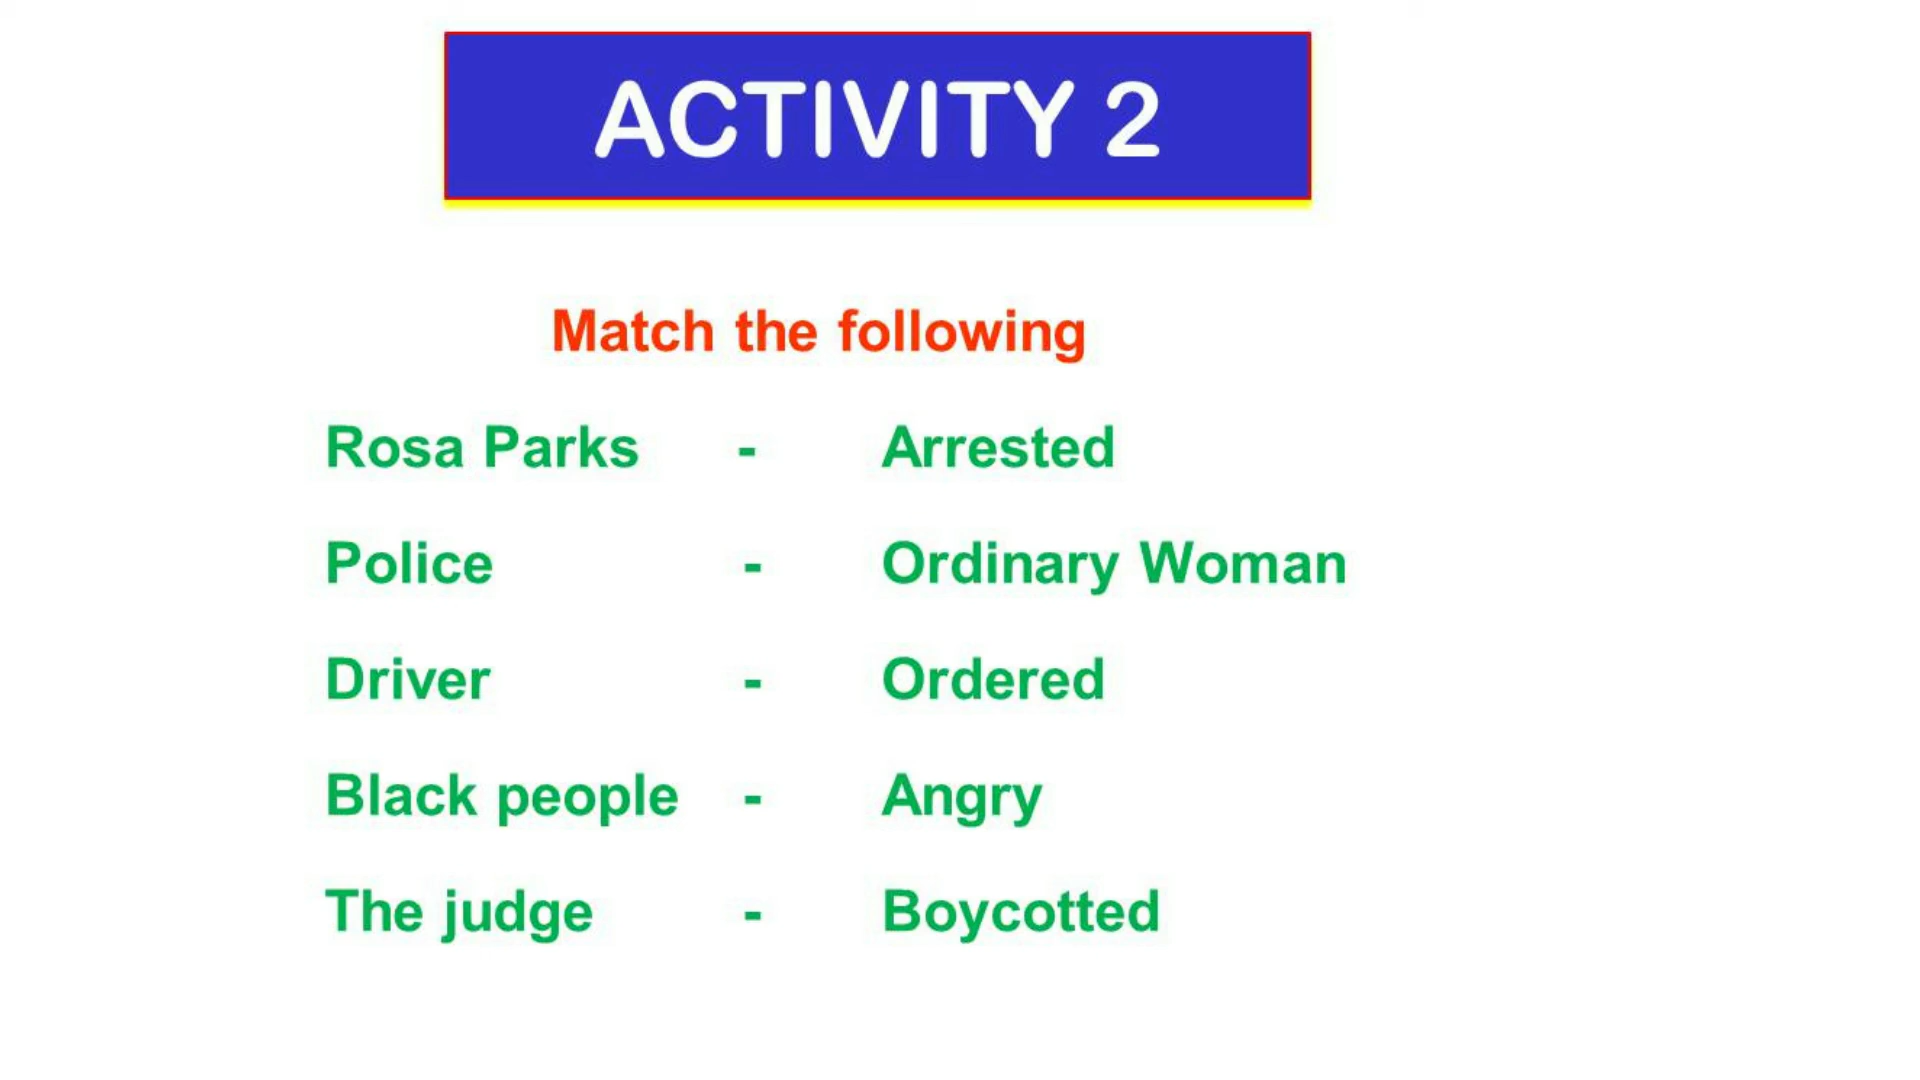 ACTIVITY 2
Match the following
Rosa Parks - Arrested
Police - Ordinary Woman
Driver - Ordered
Black people - Angry
The judge - Boycotted